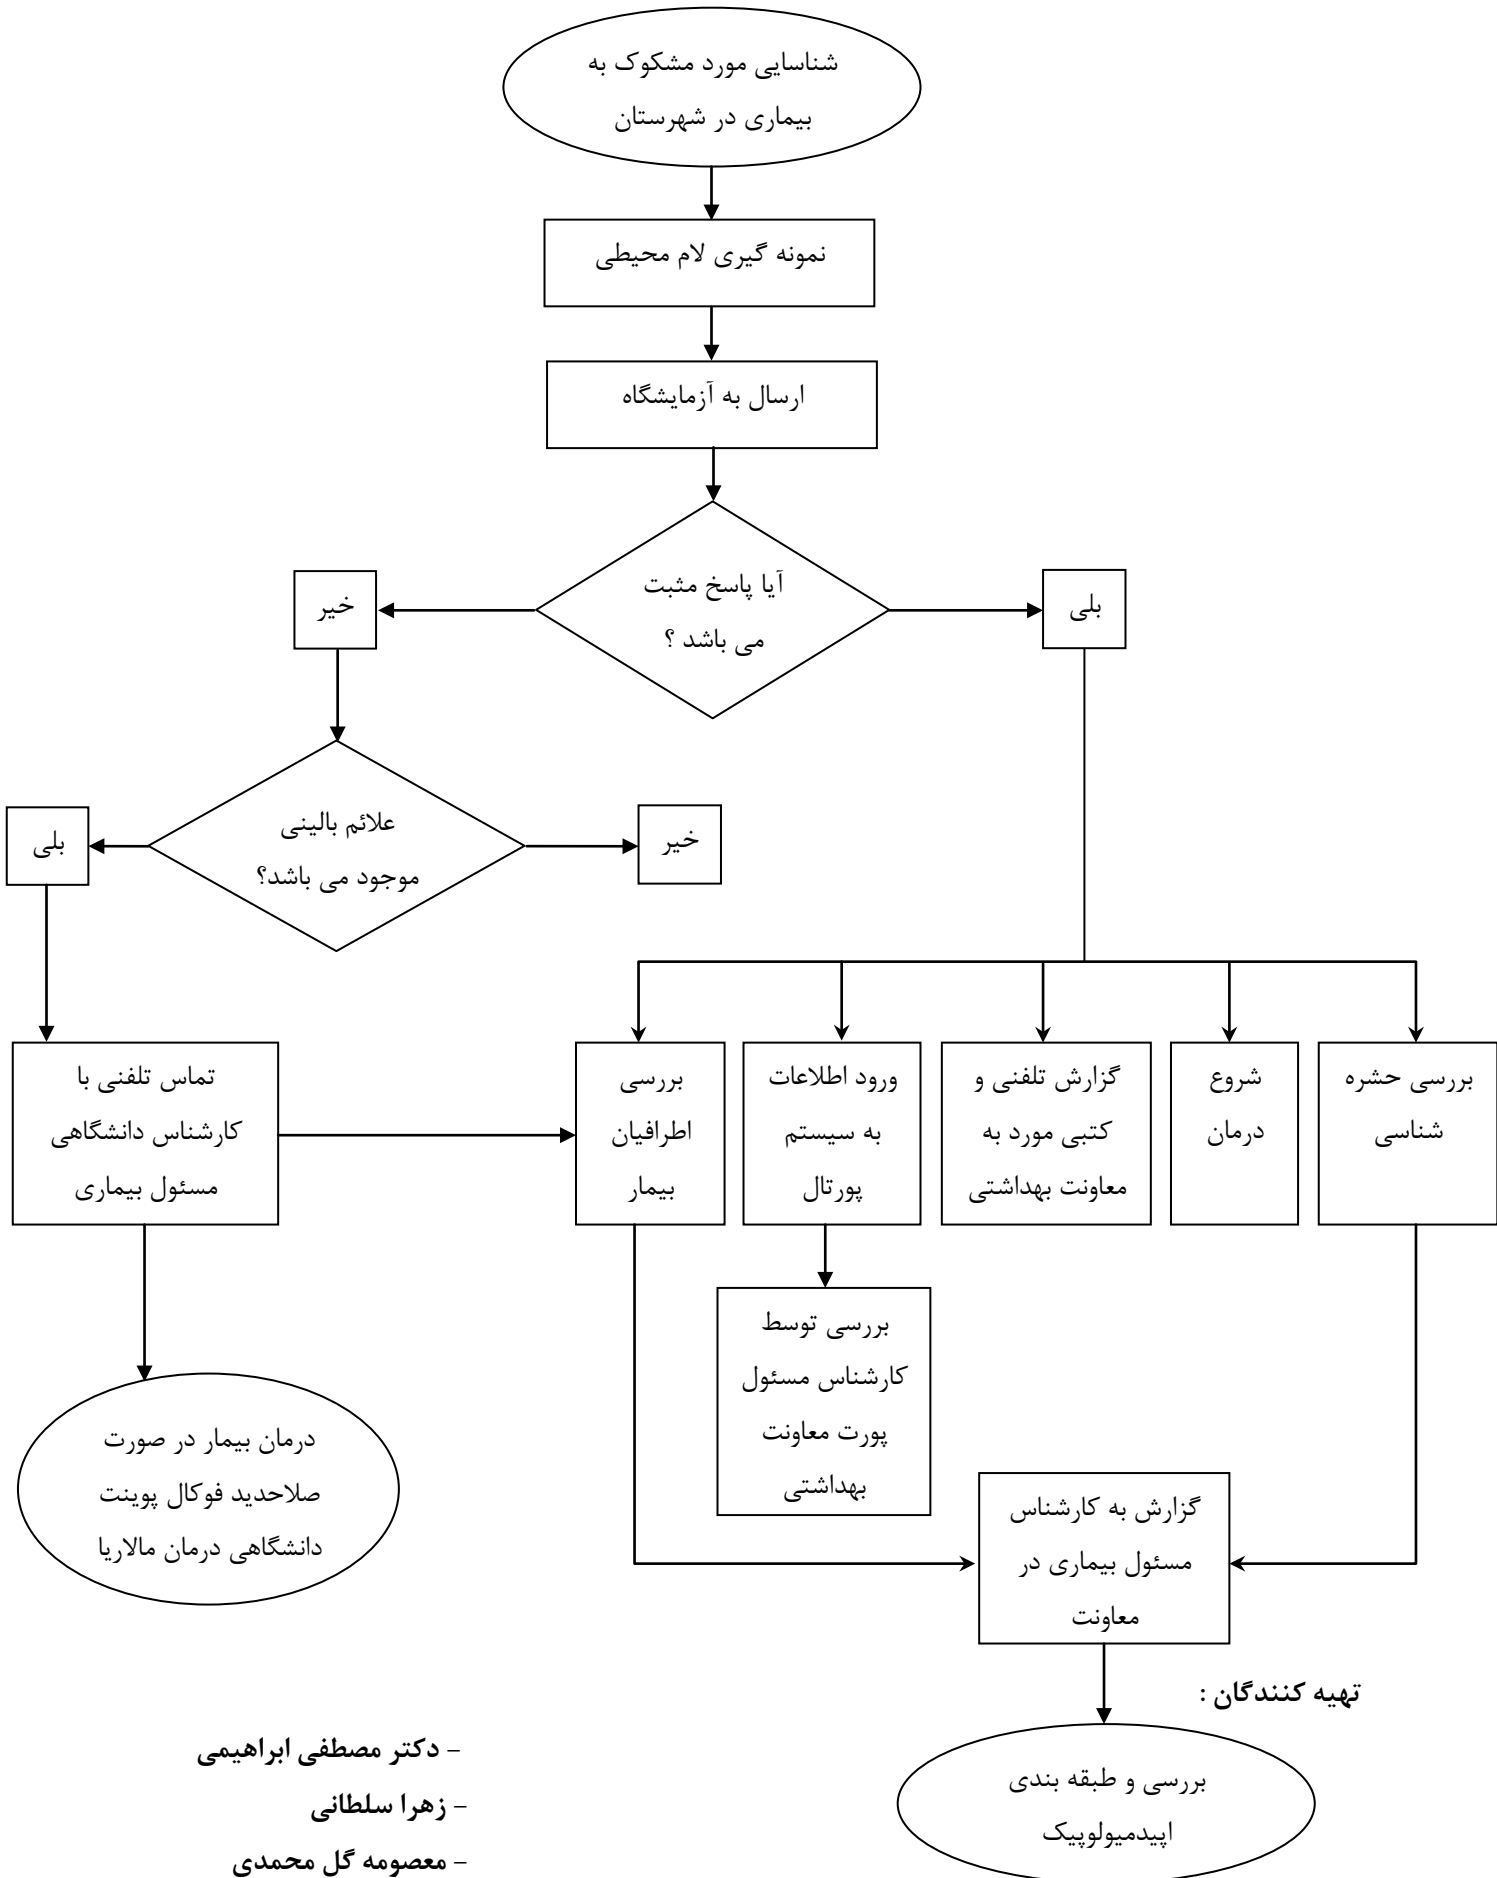 شناسایی مورد مشکوک به
بیماری در شهرستان
نمونه گیری لام محیطی
ارسال به آزمایشگاه
آیا پاسخ مثبت
می باشد ؟
بلی
خیر
علائم بالینی
موجود می باشد؟
خیر
بلی
بررسی حشره
شناسی
شروع
درمان
گزارش تلفنی و
کتبی مورد به
معاونت بهداشتی
ورود اطلاعات
به سیستم
پورتال
بررسی
اطرافیان
بیمار
تماس تلفنی با
کارشناس دانشگاهی
مسئول بیماری
بررسی توسط
کارشناس مسئول
پورت معاونت
بهداشتی
درمان بیمار در صورت
صلاحدید فوکال پوینت
دانشگاهی درمان مالاریا
گزارش به کارشناس
مسئول بیماری در
معاونت
بررسی و طبقه بندی
اپیدمیولوپیک
تهیه کنندگان :
- دکتر مصطفی ابراهیمی
- زهرا سلطانی
- معصومه گل محمدی